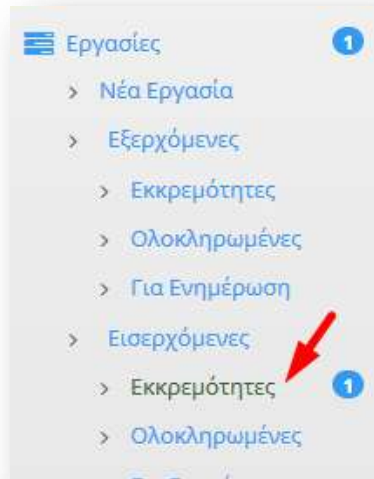 Εργασίες 1
Νέα Εργασία
Εξερχόμενες
Εκκρεμότητες
Ολοκληρωμένες
Για Ενημέρωση
Εισερχόμενες
Εκκρεμότητες 1
Ολοκληρωμένες